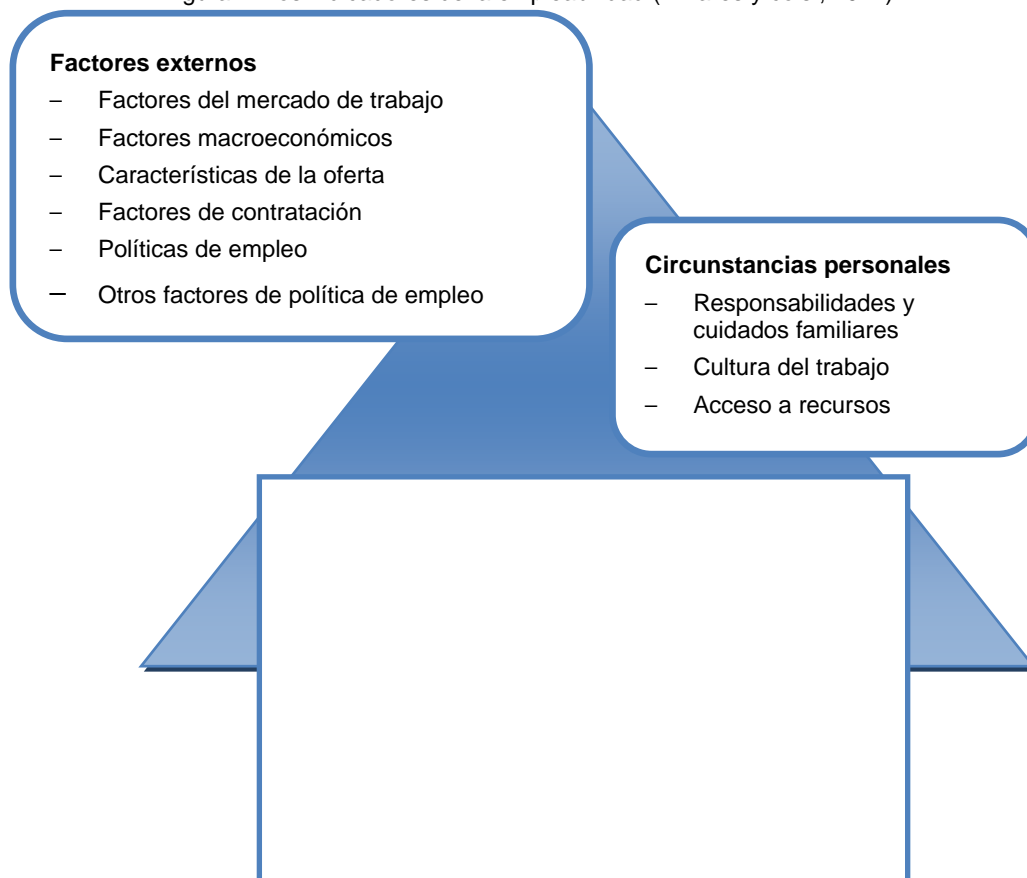 Factores externos
– Factores del mercado de trabajo
– Factores macroeconómicos
– Características de la oferta
– Factores de contratación
– Políticas de empleo
– Otros factores de política de empleo
Circunstancias personales
– Responsabilidades y
cuidados familiares
– Cultura del trabajo
– Acceso a recursos